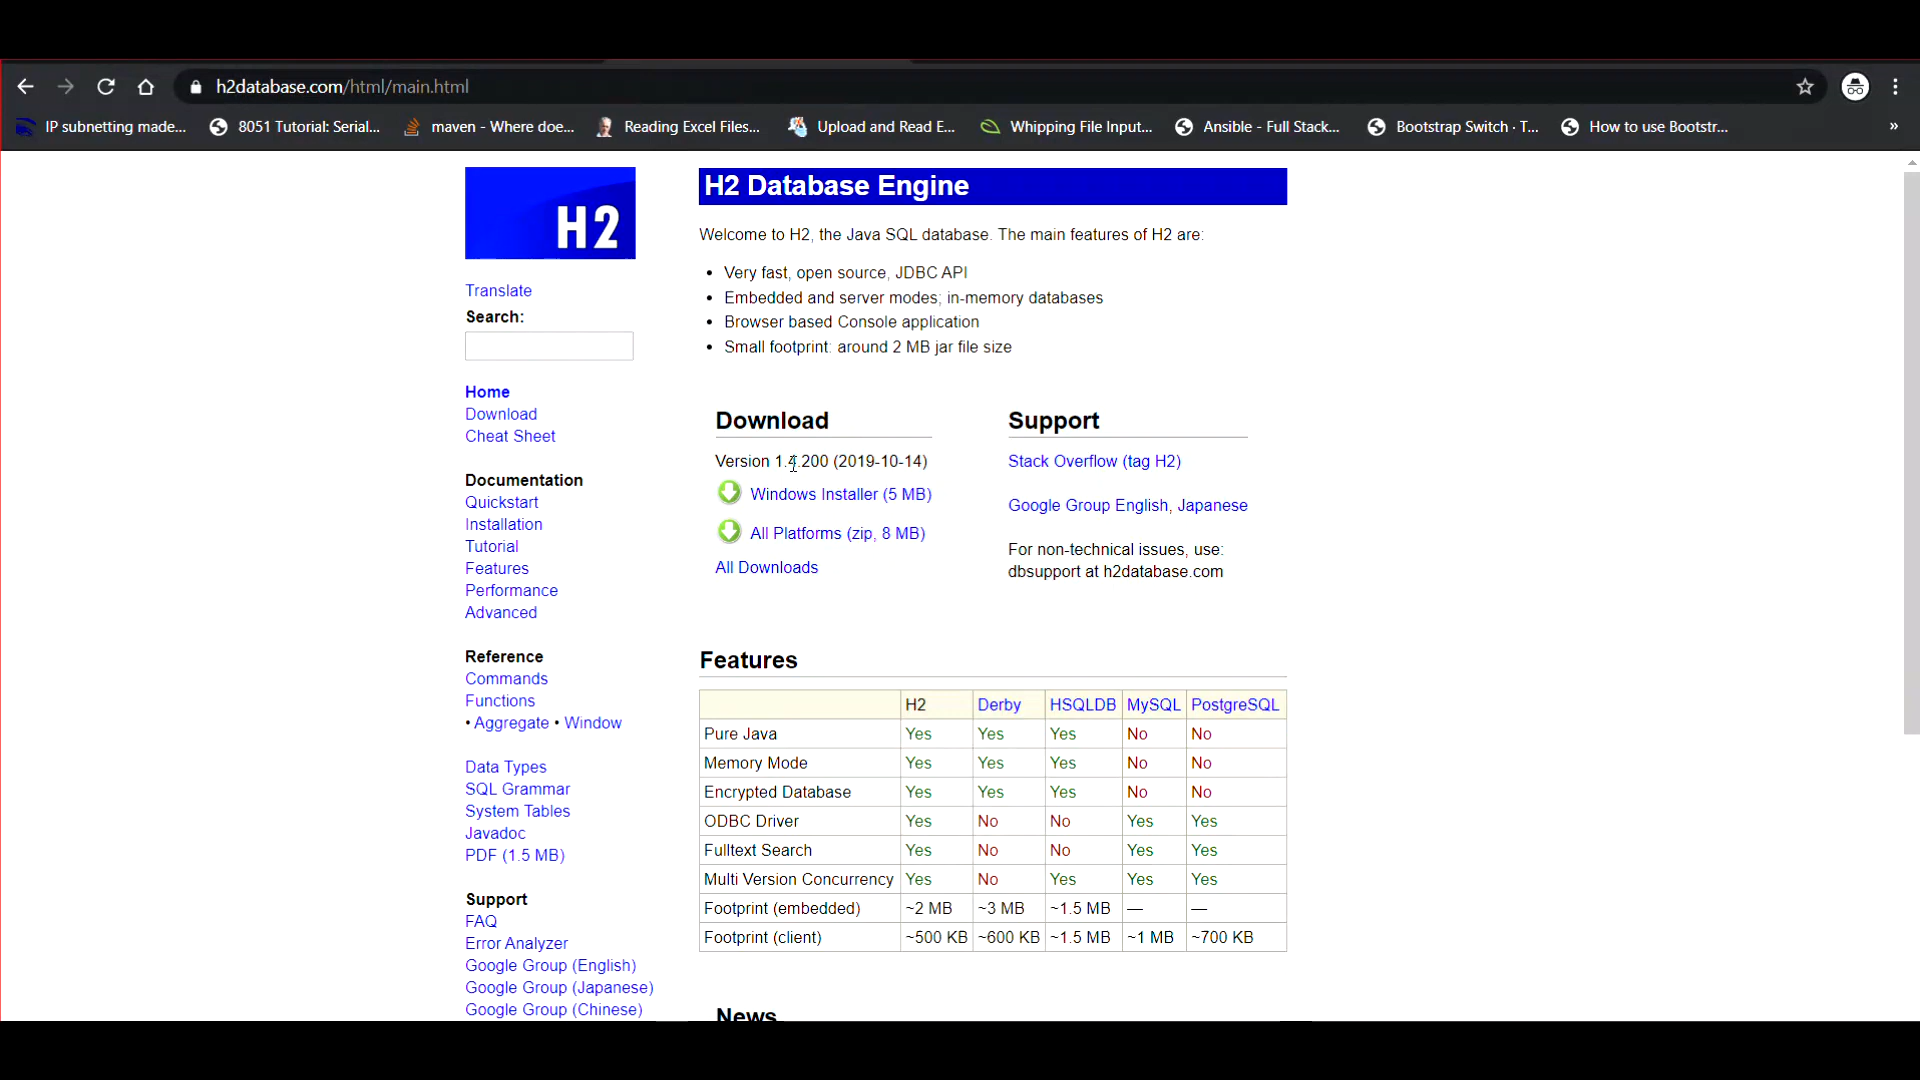 h2database.com/html/main.html
IP subnetting made...
8051 Tutorial: Serial...
maven - Where doe...
Reading Excel Files...
Upload and Read E...
Whipping File Input...
Ansible - Full Stack...
Bootstrap Switch · T...
How to use Bootstr...
»
H2
Translate
Search:
Home
Download
Cheat Sheet
Documentation
Quickstart
Installation
Tutorial
Features
Performance
Advanced
Reference
Commands
Functions
• Aggregate • Window
Data Types
SQL Grammar
System Tables
Javadoc
PDF (1.5 MB)
Support
FAQ
Error Analyzer
Google Group (English)
Google Group (Japanese)
Google Group (Chinese)
H2 Database Engine
Welcome to H2, the Java SQL database. The main features of H2 are:
• Very fast, open source, JDBC API
• Embedded and server modes; in-memory databases
• Browser based Console application
• Small footprint: around 2 MB jar file size
Download
Version 1.4.200 (2019-10-14)
Windows Installer (5 MB)
All Platforms (zip, 8 MB)
All Downloads
Support
Stack Overflow (tag H2)
Google Group English, Japanese
For non-technical issues, use:
dbsupport at h2database.com
Features
H2 Derby HSQLDB MySQL PostgreSQL
Pure Java Yes Yes Yes No No
Memory Mode Yes Yes Yes No No
Encrypted Database Yes Yes Yes No No
ODBC Driver Yes No No Yes Yes
Fulltext Search Yes No No Yes Yes
Multi Version Concurrency Yes No Yes Yes Yes
Footprint (embedded) ~2 MB ~3 MB ~1.5 MB — —
Footprint (client) ~500 KB ~600 KB ~1.5 MB ~1 MB ~700 KB
News